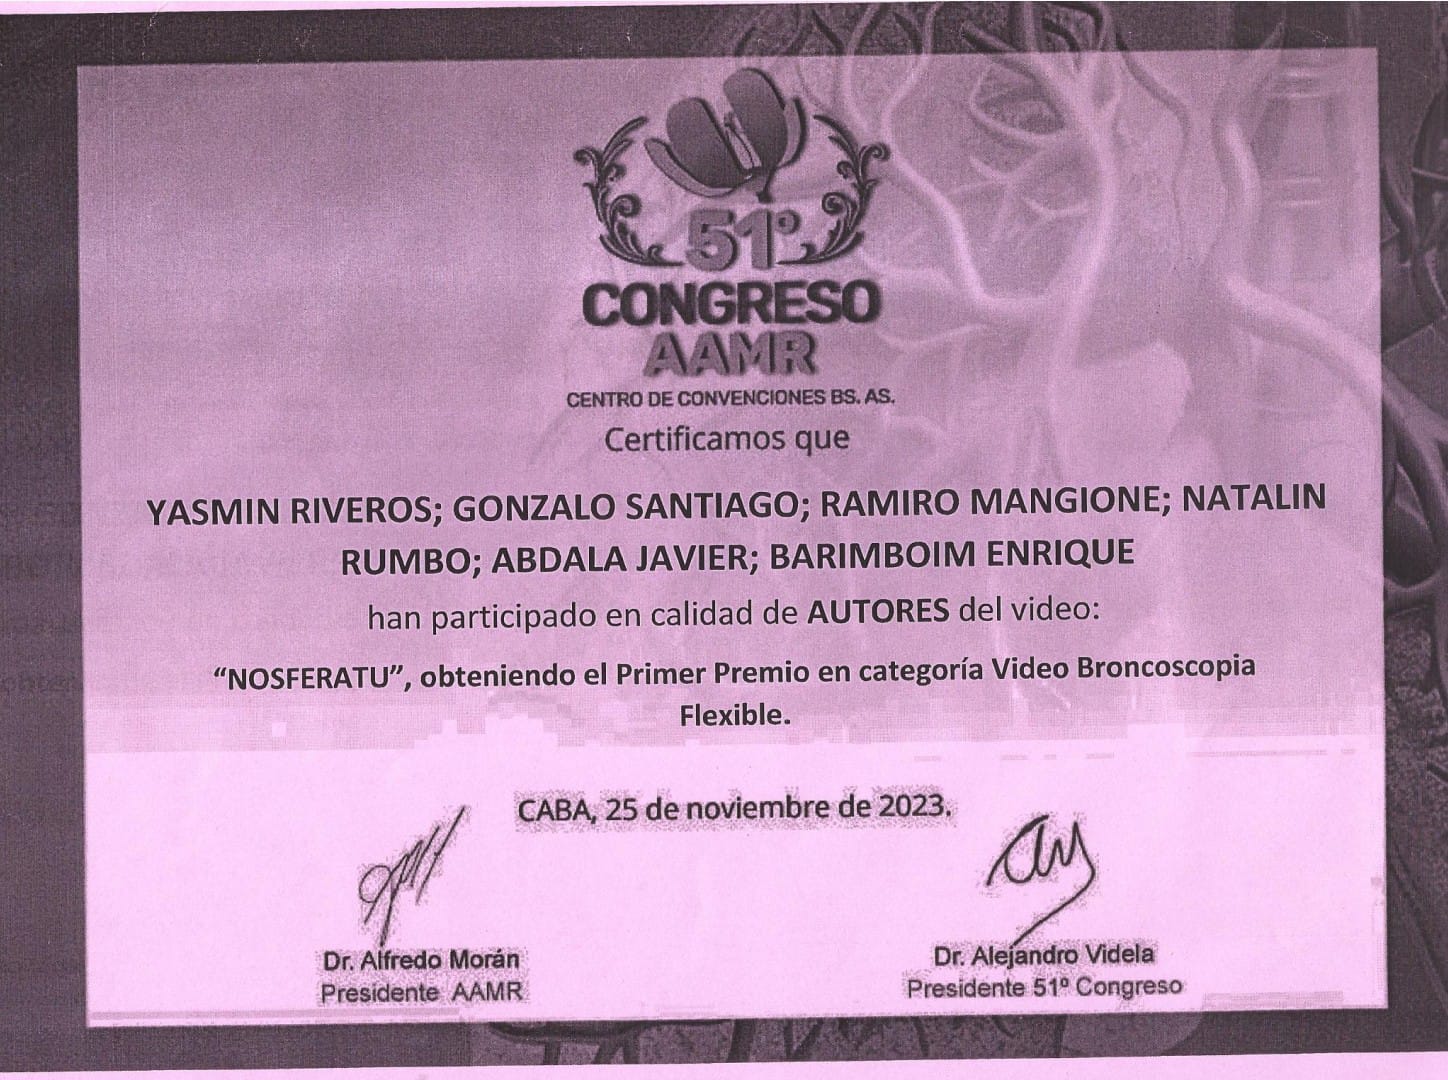 51º
CONGRESO
AAMR
CENTRO DE CONVENCIONES BS. AS.
Certificamos que
YASMIN RIVEROS; GONZALO SANTIAGO; RAMIRO MANGIONE; NATALIN
RUMBO; ABDALA JAVIER; BARIMBOIM ENRIQUE
han participado en calidad de AUTORES del video:
“NOSFERATU”, obteniendo el Primer Premio en categoría Video Broncoscopia
Flexible.
CABA, 25 de noviembre de 2023.
Dr. Alfredo Morán
Presidente AAMR
Dr. Alejandro Videla
Presidente 51º Congreso